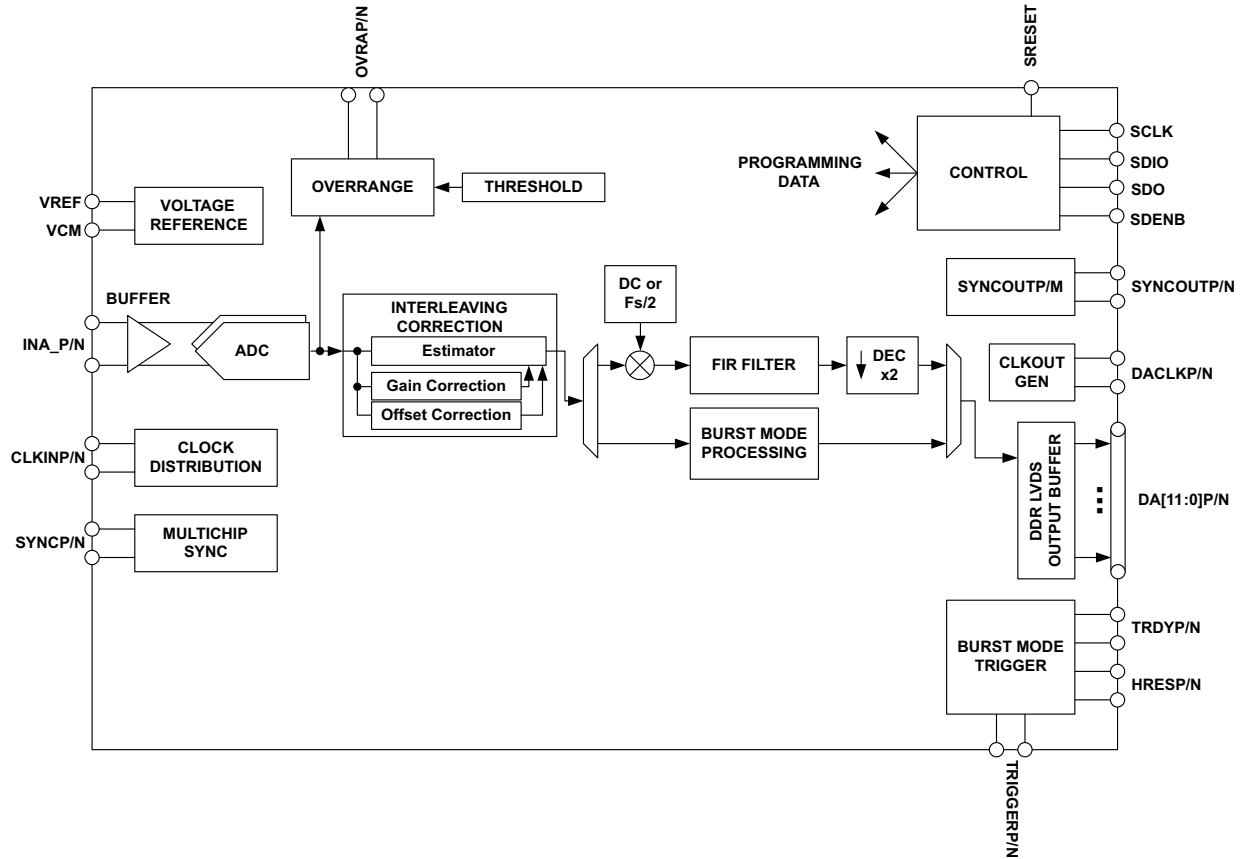 OVRAP/N
SRESET
OVERRANGE
THRESHOLD
PROGRAMMING
DATA
CONTROL
SCLK
SDIO
SDO
SDENB
VREF
VCM
VOLTAGE
REFERENCE
BUFFER
INA_P/N
ADC
INTERLEAVING
CORRECTION
Estimator
Gain Correction
Offset Correction
DC or
Fs/2
FIR FILTER
DEC
x2
BURST MODE
PROCESSING
SYNCOUTP/M
SYNCOUTP/N
CLKOUT
GEN
DACLKP/N
CLKINP/N
CLOCK
DISTRIBUTION
SYNCP/N
MULTICHIP
SYNC
DDR LVDS
OUTPUT BUFFER
...
DA[11:0]P/N
BURST MODE
TRIGGER
TRDYP/N
HRESP/N
TRIGGERP/N